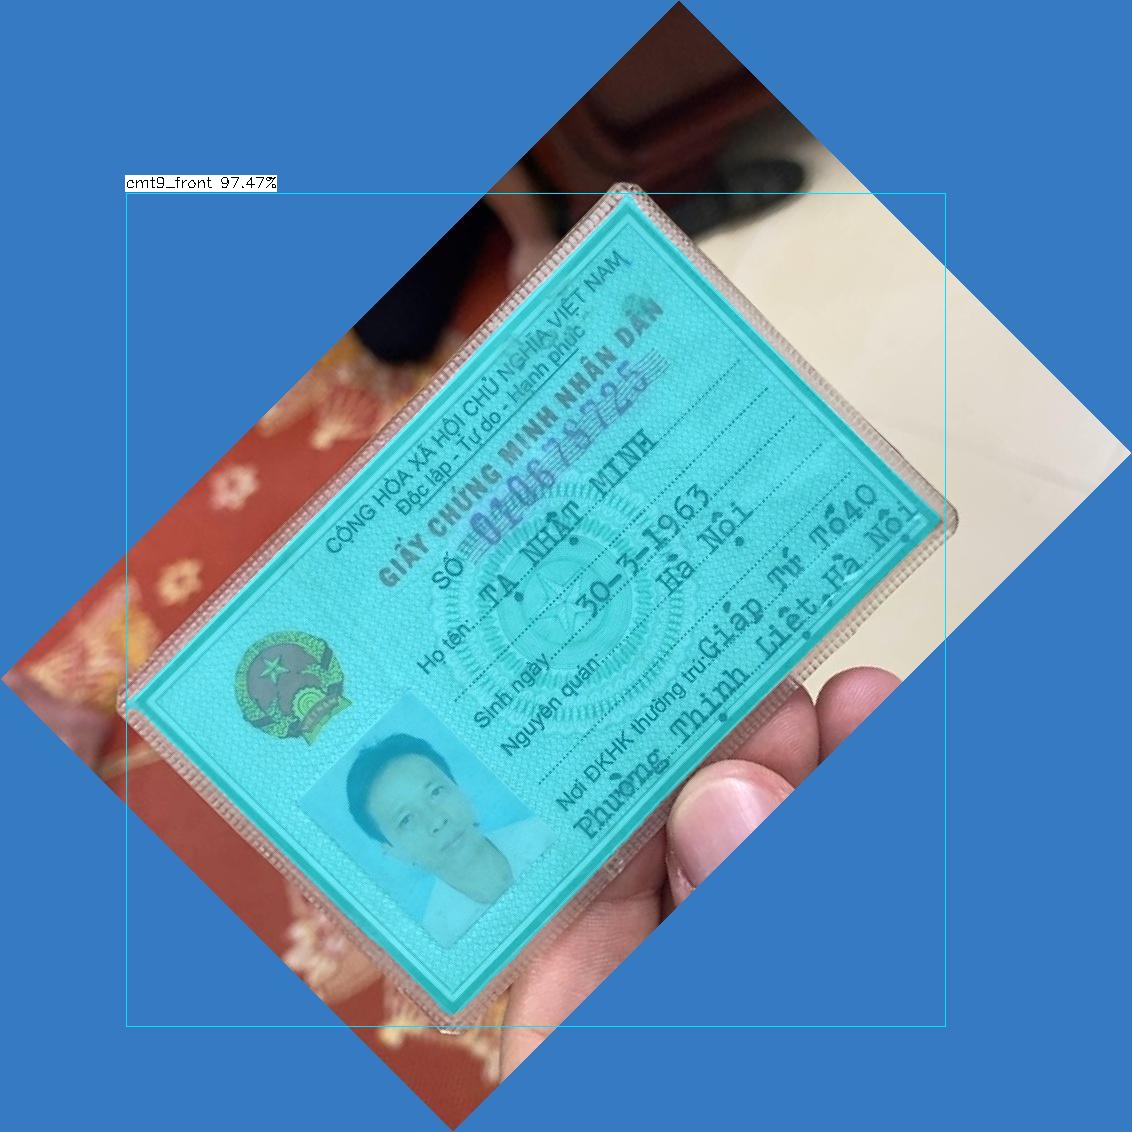 cmt9_front 97.47%
CỘNG HÒA XÃ HỘI CHỦ NGHĨA VIỆT NAM
Độc lập - Tự do - Hạnh phúc
GIẤY CHỨNG MINH NHÂN DÂN
SỐ 010678725
Họ tên TẠ NHẬT MINH
Sinh ngày 30-3-1963
Nguyên quán Hà Nội
Nơi ĐKHK thường trú: Giáp Tứ Tổ 40
Phường Thịnh Liệt, Hà Nội